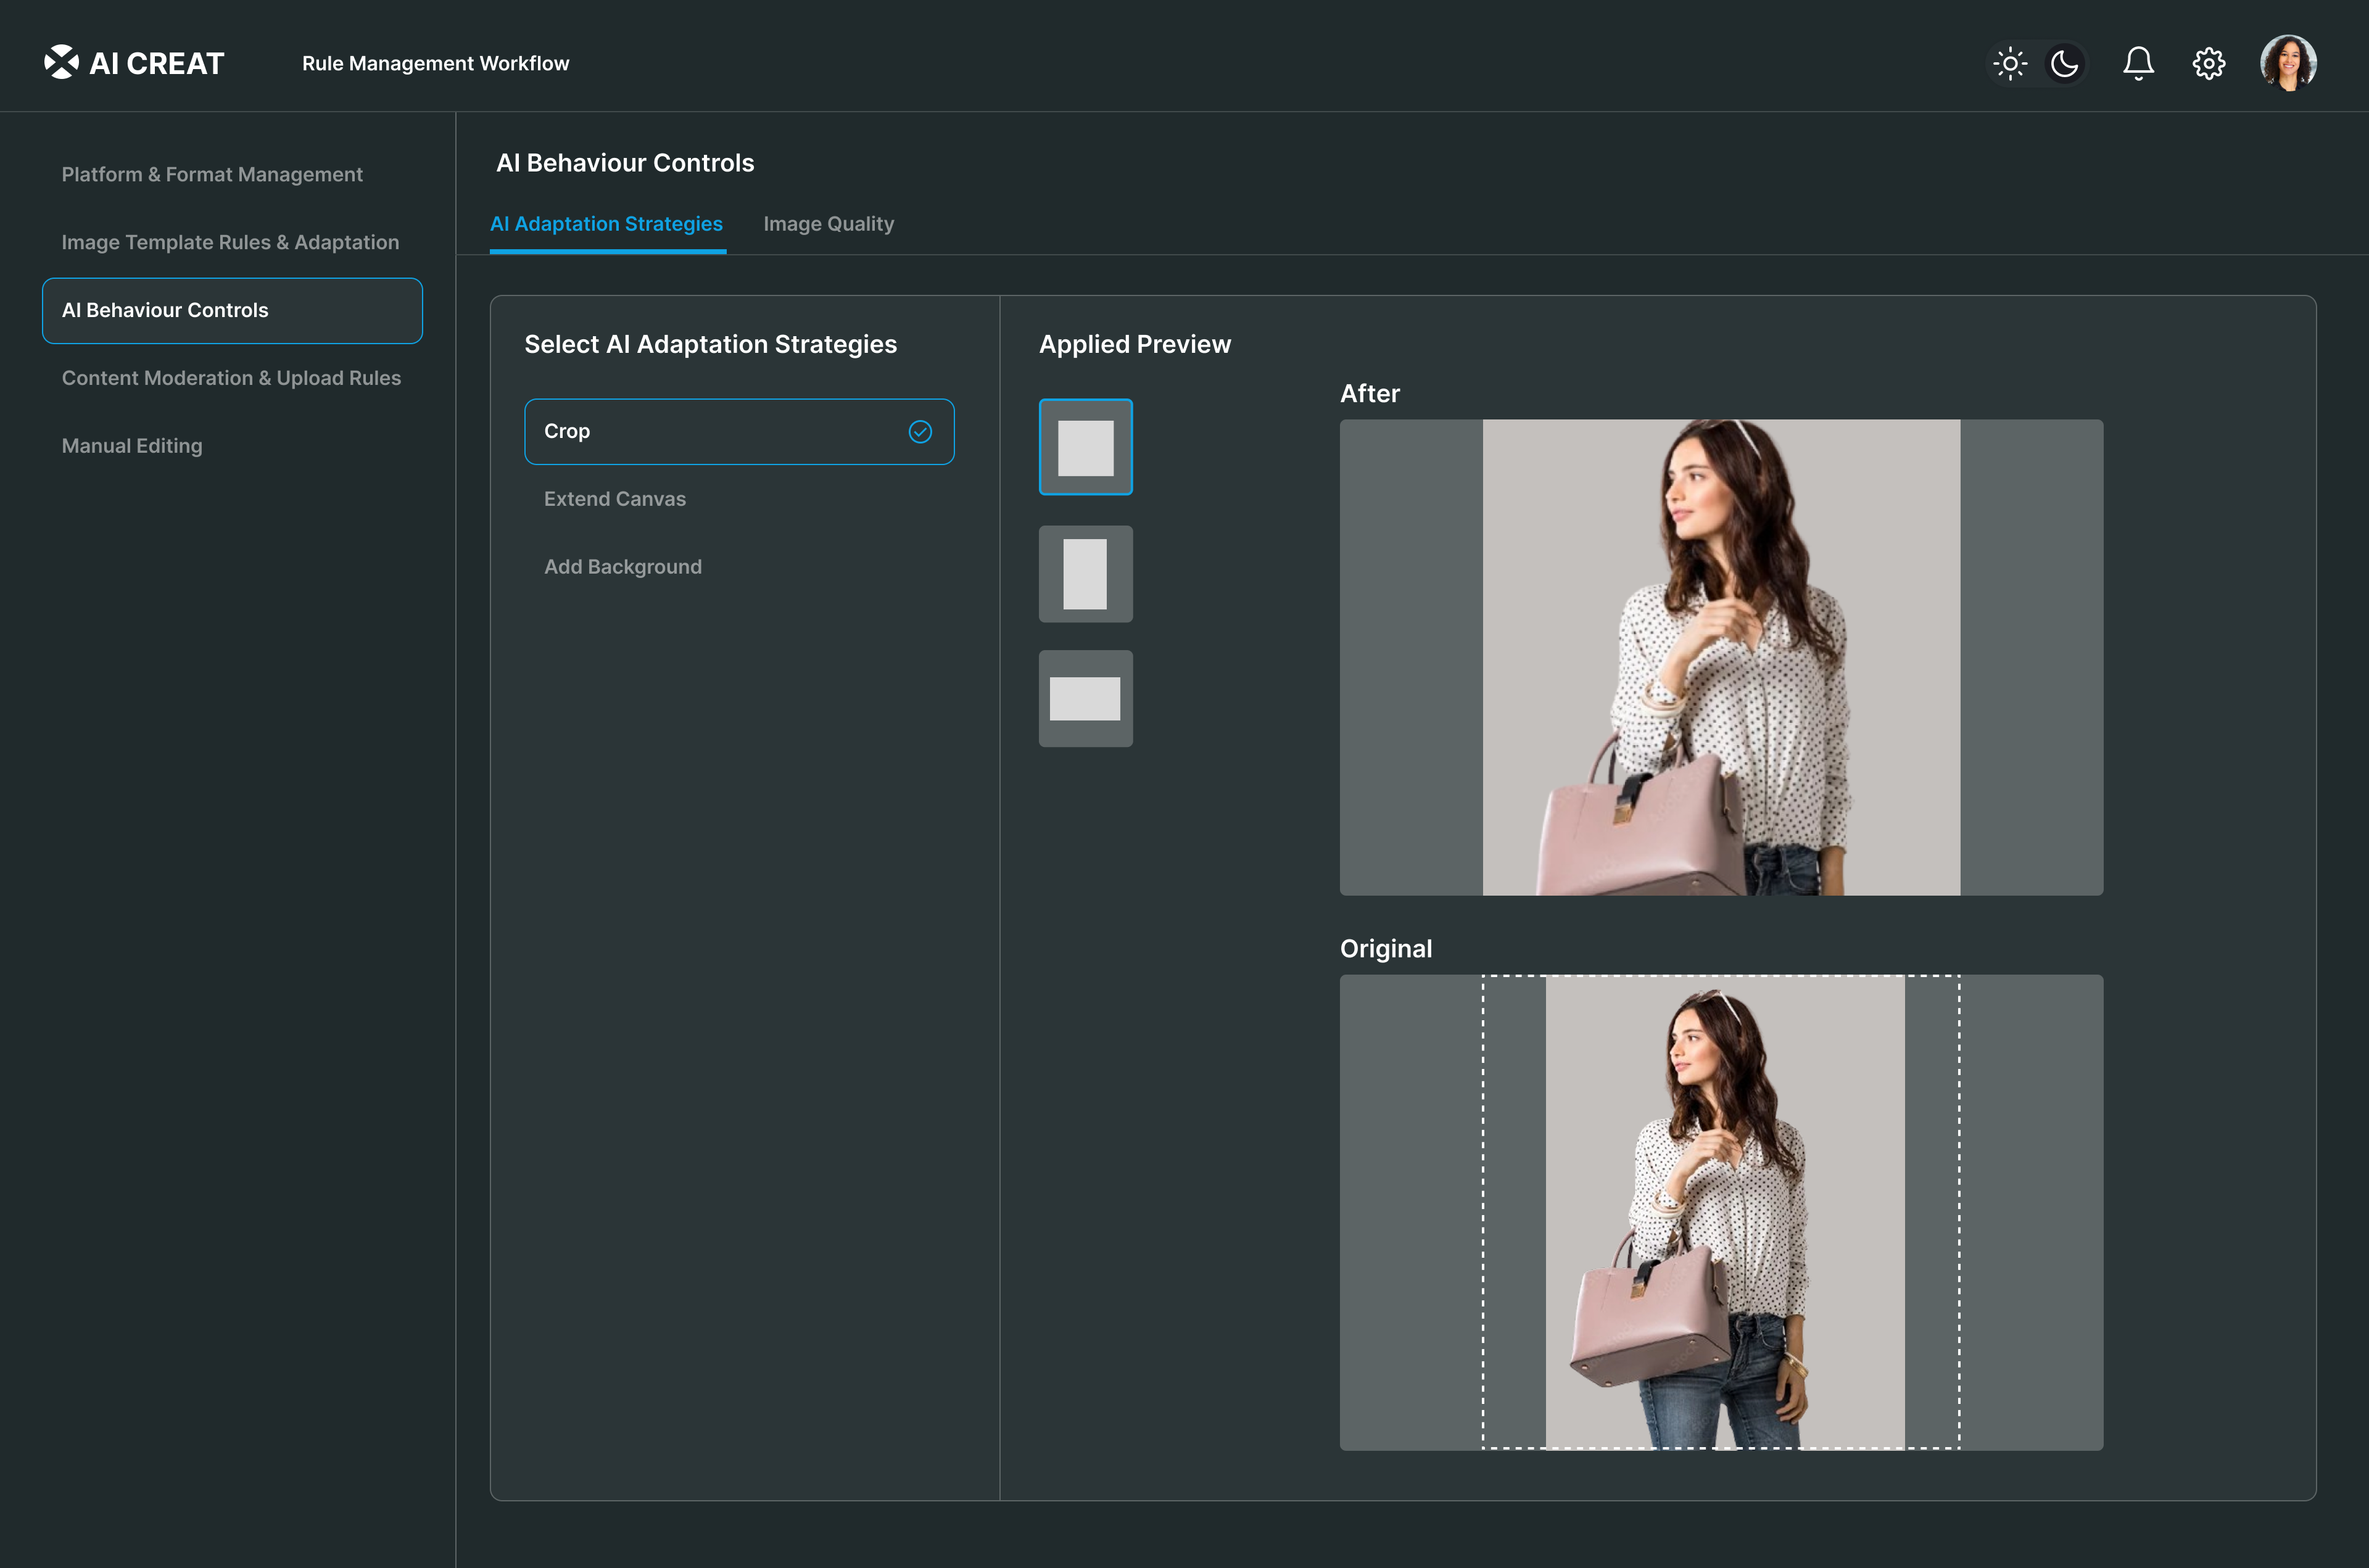 AI CREAT
Rule Management Workflow
Platform & Format Management
Image Template Rules & Adaptation
AI Behaviour Controls
Content Moderation & Upload Rules
Manual Editing
AI Behaviour Controls
AI Adaptation Strategies
Image Quality
Select AI Adaptation Strategies
Crop
Extend Canvas
Add Background
Applied Preview
After
Original